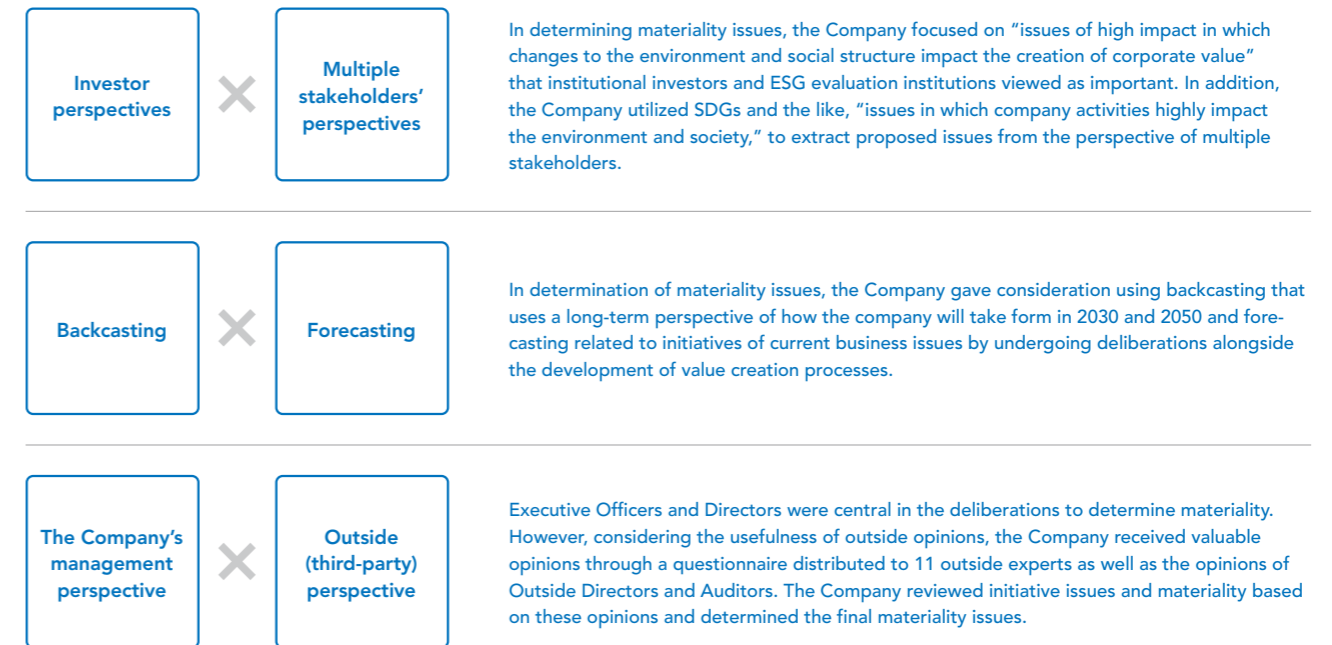 Investor
perspectives
Multiple
stakeholders’
perspectives
In determining materiality issues, the Company focused on “issues of high impact in which
changes to the environment and social structure impact the creation of corporate value”
that institutional investors and ESG evaluation institutions viewed as important. In addition,
the Company utilized SDGs and the like, “issues in which company activities highly impact
the environment and society,” to extract proposed issues from the perspective of multiple
stakeholders.
Backcasting
Forecasting
In determination of materiality issues, the Company gave consideration using backcasting that
uses a long-term perspective of how the company will take form in 2030 and 2050 and fore-
casting related to initiatives of current business issues by undergoing deliberations alongside
the development of value creation processes.
The Company’s
management
perspective
Outside
(third-party)
perspective
Executive Officers and Directors were central in the deliberations to determine materiality.
However, considering the usefulness of outside opinions, the Company received valuable
opinions through a questionnaire distributed to 11 outside experts as well as the opinions of
Outside Directors and Auditors. The Company reviewed initiative issues and materiality based
on these opinions and determined the final materiality issues.